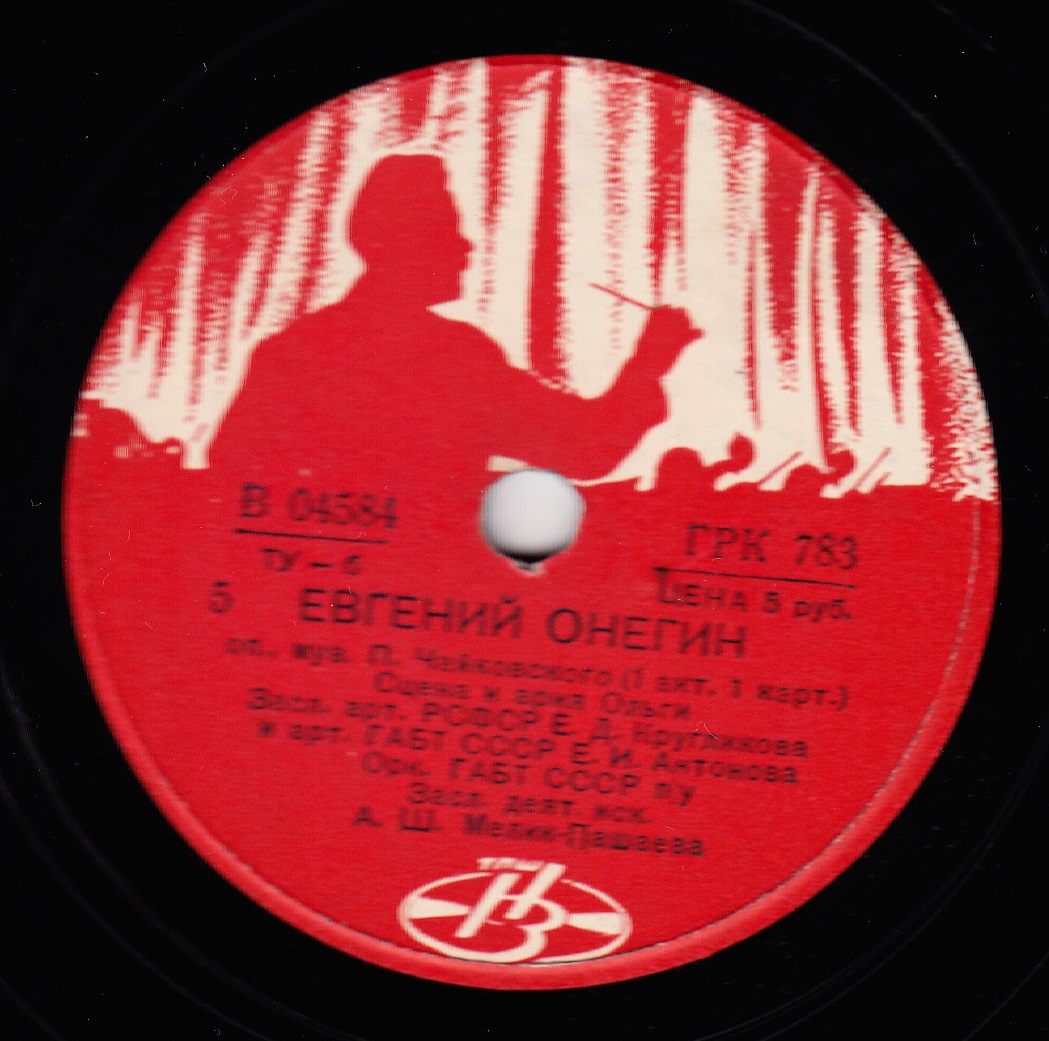 В 04584
ГРК 783
ТУ – 6
ЦЕНА 5 руб.
5 ЕВГЕНИЙ ОНЕГИН
оп., муз. П. Чайковского (1 акт. 1 карт.)
Сцена и ария Ольги
Засл. арт. РСФСР Е. Д. Кругликова
и арт. ГАБТ СССР Е. И. Антонова
Орк. ГАБТ СССР п/у
Засл. деят. иск.
А. Ш. Мелик-Пашаева
НЗ